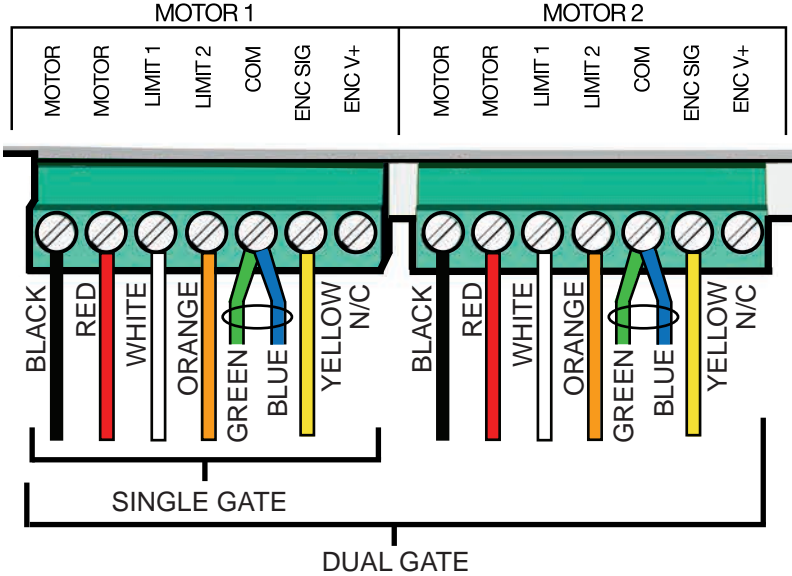 MOTOR 1 MOTOR 2
MOTOR MOTOR LIMIT 1 LIMIT 2 COM ENC SIG ENC V+ MOTOR MOTOR LIMIT 1 LIMIT 2 COM ENC SIG ENC V+
BLACK RED WHITE ORANGE GREEN BLUE YELLOW N/C BLACK RED WHITE ORANGE GREEN BLUE YELLOW N/C
SINGLE GATE
DUAL GATE